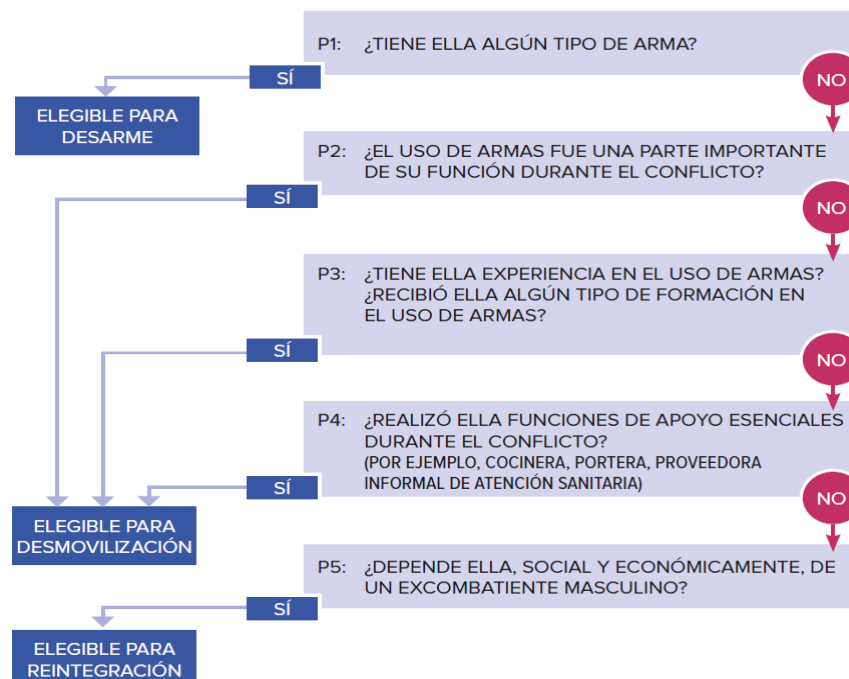 P1: ¿TIENE ELLA ALGÚN TIPO DE ARMA?
SÍ
NO
ELEGIBLE PARA
DESARME
P2: ¿EL USO DE ARMAS FUE UNA PARTE IMPORTANTE
DE SU FUNCIÓN DURANTE EL CONFLICTO?
SÍ
NO
P3: ¿TIENE ELLA EXPERIENCIA EN EL USO DE ARMAS?
¿RECIBIÓ ELLA ALGÚN TIPO DE FORMACIÓN EN
EL USO DE ARMAS?
SÍ
NO
P4: ¿REALIZÓ ELLA FUNCIONES DE APOYO ESENCIALES
DURANTE EL CONFLICTO?
(POR EJEMPLO, COCINERA, PORTERA, PROVEEDORA
INFORMAL DE ATENCIÓN SANITARIA)
SÍ
NO
ELEGIBLE PARA
DESMOVILIZACIÓN
P5: ¿DEPENDE ELLA, SOCIAL Y ECONÓMICAMENTE, DE
UN EXCOMBATIENTE MASCULINO?
SÍ
ELEGIBLE PARA
REINTEGRACIÓN